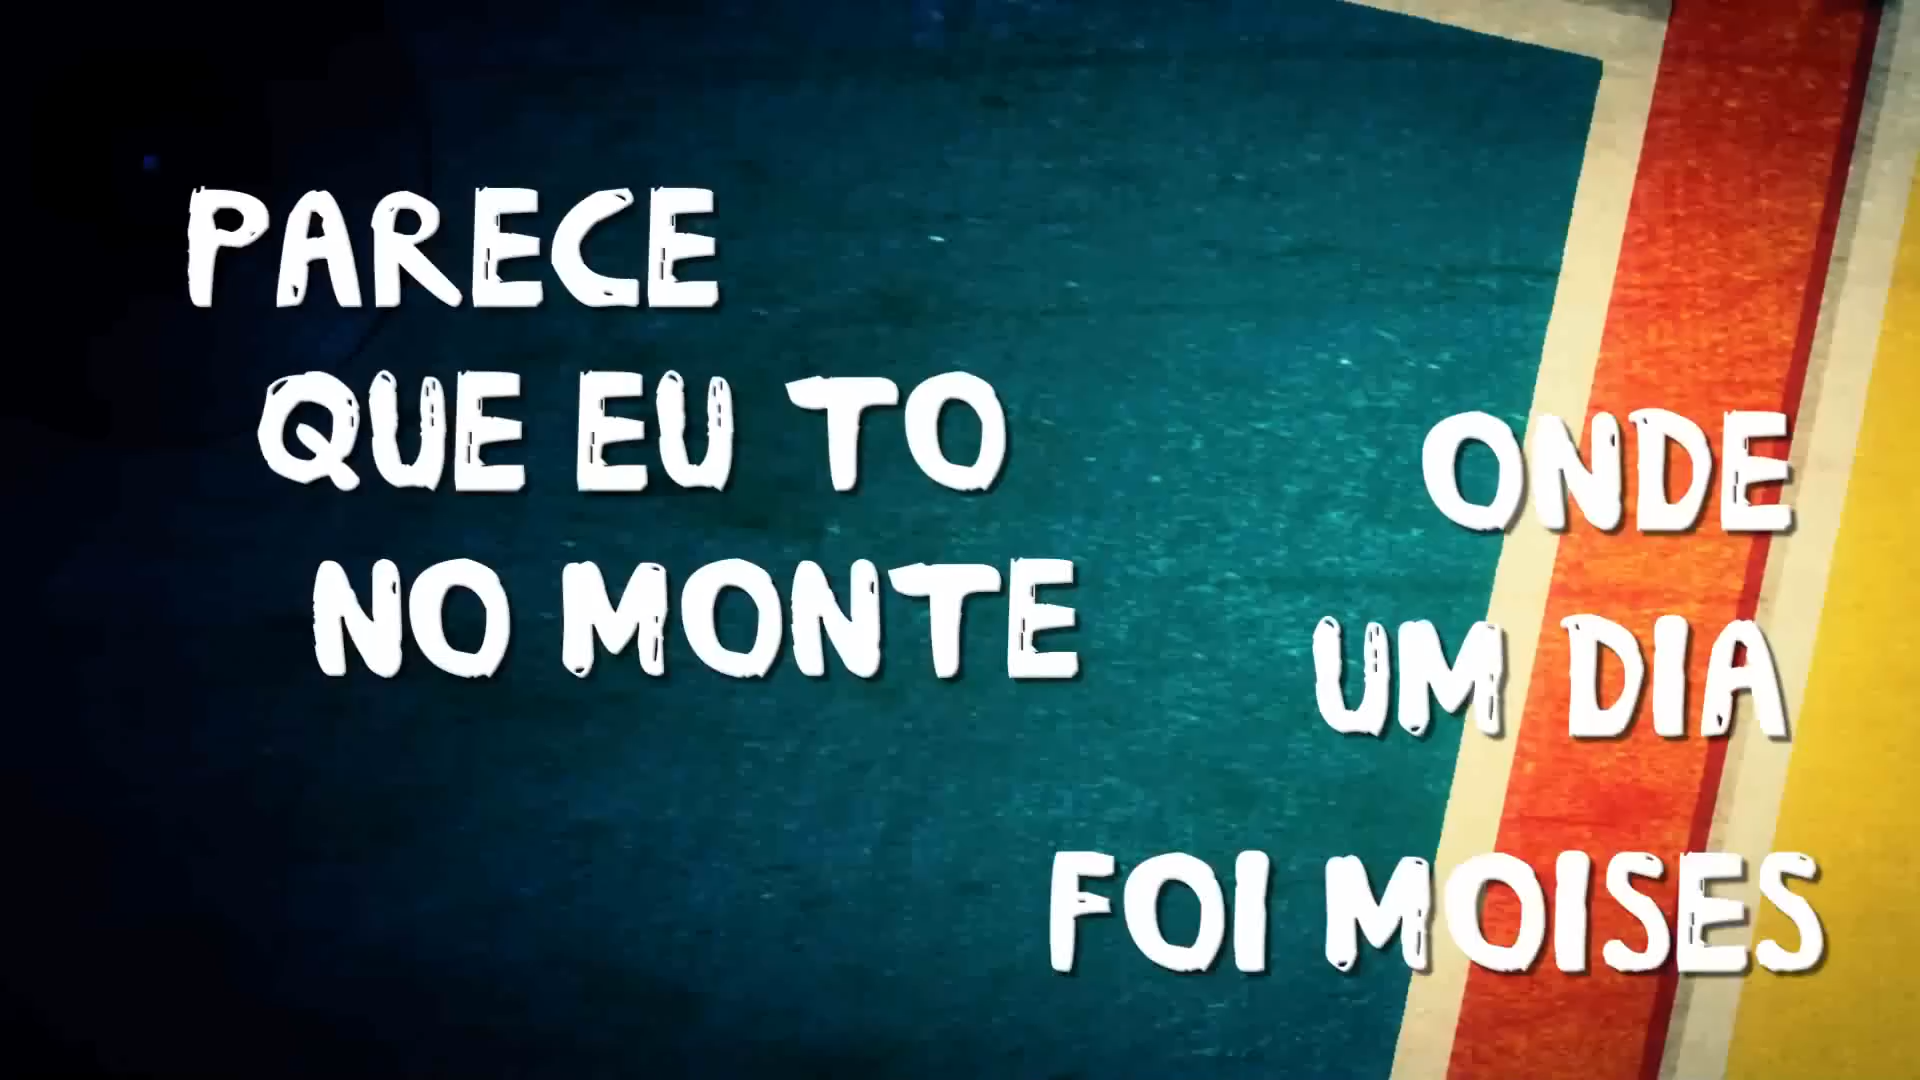 PARECE
QUE EU TO
NO MONTE
ONDE
UM DIA
FOI MOISES